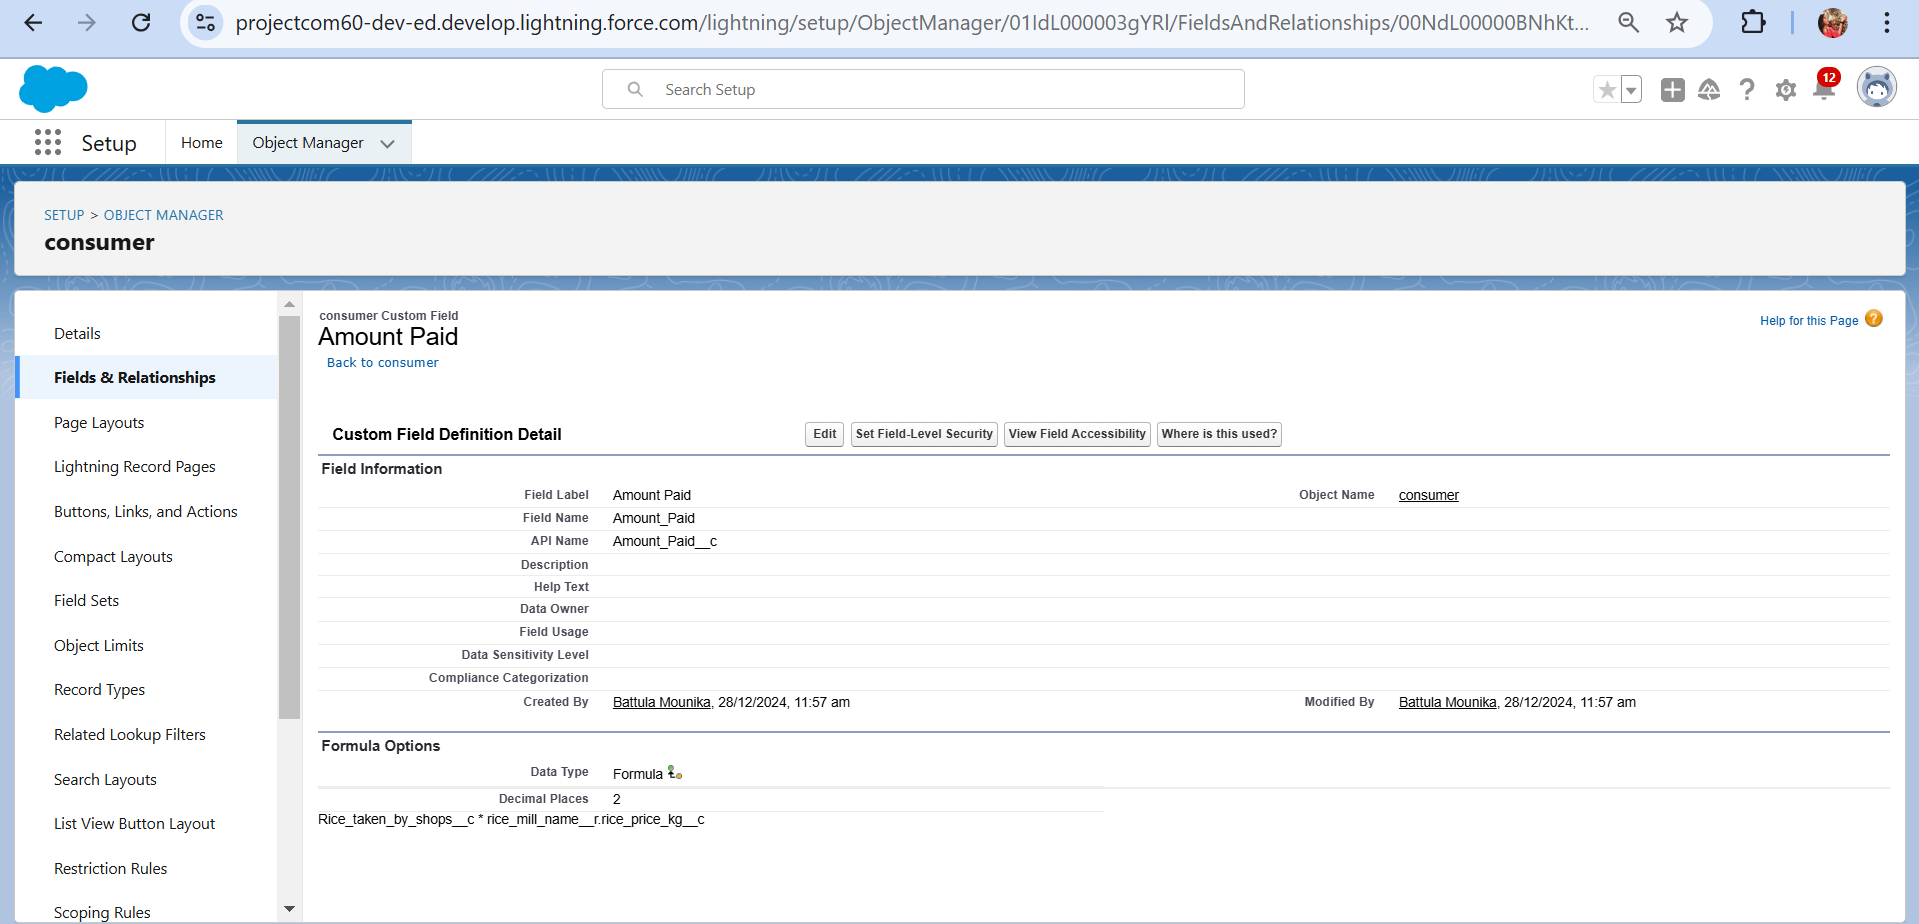 projectcom60-dev-ed.develop.lightning.force.com/lightning/setup/ObjectManager/01IdL000003gYRl/FieldsAndRelationships/00NdL00000BNhKt...
Search Setup
12
Setup
Home
Object Manager
SETUP > OBJECT MANAGER
consumer
Details
Fields & Relationships
Page Layouts
Lightning Record Pages
Buttons, Links, and Actions
Compact Layouts
Field Sets
Object Limits
Record Types
Related Lookup Filters
Search Layouts
List View Button Layout
Restriction Rules
Scoping Rules
consumer Custom Field
Amount Paid
Back to consumer
Help for this Page ?
Custom Field Definition Detail
Edit
Set Field-Level Security
View Field Accessibility
Where is this used?
Field Information
Field Label Amount Paid Object Name consumer
Field Name Amount_Paid
API Name Amount_Paid__c
Description
Help Text
Data Owner
Field Usage
Data Sensitivity Level
Compliance Categorization
Created By Battula Mounika, 28/12/2024, 11:57 am Modified By Battula Mounika, 28/12/2024, 11:57 am
Formula Options
Data Type Formula
Decimal Places 2
Rice_taken_by_shops__c * rice_mill_name__r.rice_price_kg__c